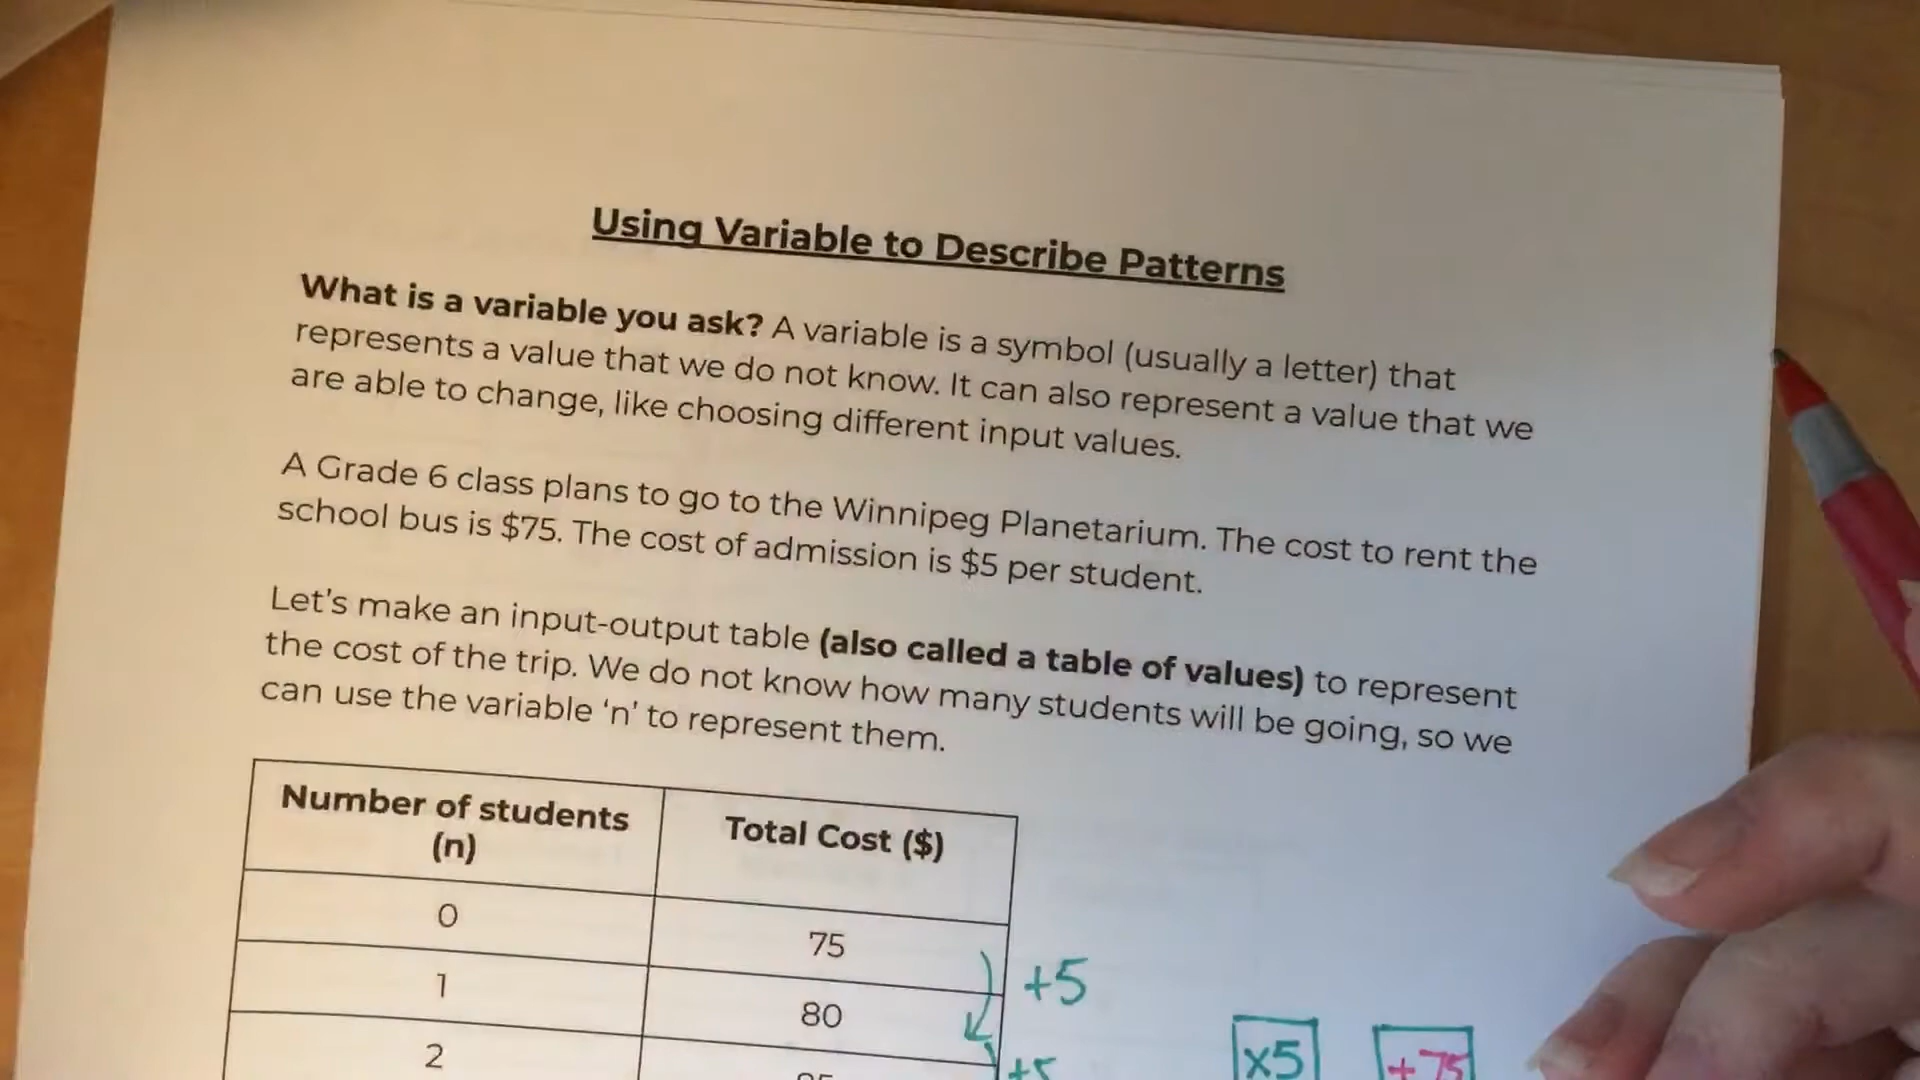 Using Variable to Describe Patterns
What is a variable you ask? A variable is a symbol (usually a letter) that
represents a value that we do not know. It can also represent a value that we
are able to change, like choosing different input values.
A Grade 6 class plans to go to the Winnipeg Planetarium. The cost to rent the
school bus is $75. The cost of admission is $5 per student.
Let's make an input-output table (also called a table of values) to represent
the cost of the trip. We do not know how many students will be going, so we
can use the variable 'n' to represent them.
Number of students
(n)
Total Cost ($)
0
75
+5
1
80
2
+5
x5
+75